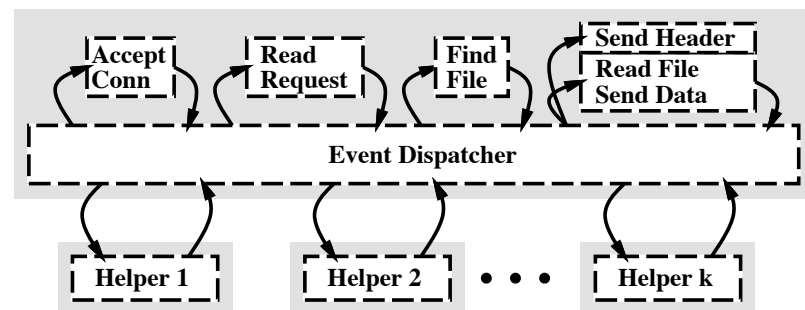 Accept
Conn
Read
Request
Find
File
Send Header
Read File
Send Data
Event Dispatcher
Helper 1
Helper 2
Helper k